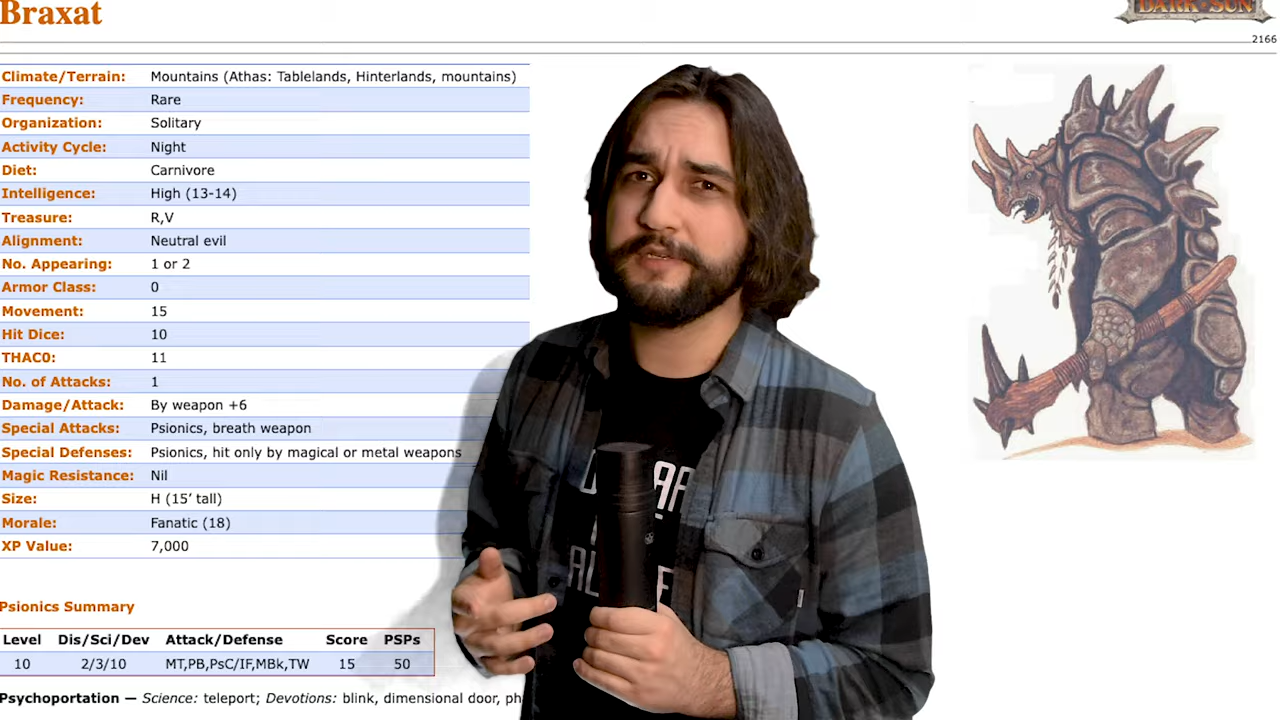 Braxat
DARK SUN
2166
Climate/Terrain: Mountains (Athas: Tablelands, Hinterlands, mountains)
Frequency: Rare
Organization: Solitary
Activity Cycle: Night
Diet: Carnivore
Intelligence: High (13-14)
Treasure: R,V
Alignment: Neutral evil
No. Appearing: 1 or 2
Armor Class: 0
Movement: 15
Hit Dice: 10
THAC0: 11
No. of Attacks: 1
Damage/Attack: By weapon +6
Special Attacks: Psionics, breath weapon
Special Defenses: Psionics, hit only by magical or metal weapons
Magic Resistance: Nil
Size: H (15’ tall)
Morale: Fanatic (18)
XP Value: 7,000
Psionics Summary
Level Dis/Sci/Dev Attack/Defense Score PSPs
10 2/3/10 MT,PB,PsC/IF,MBk,TW 15 50
Psychoportation — Science: teleport; Devotions: blink, dimensional door, ph